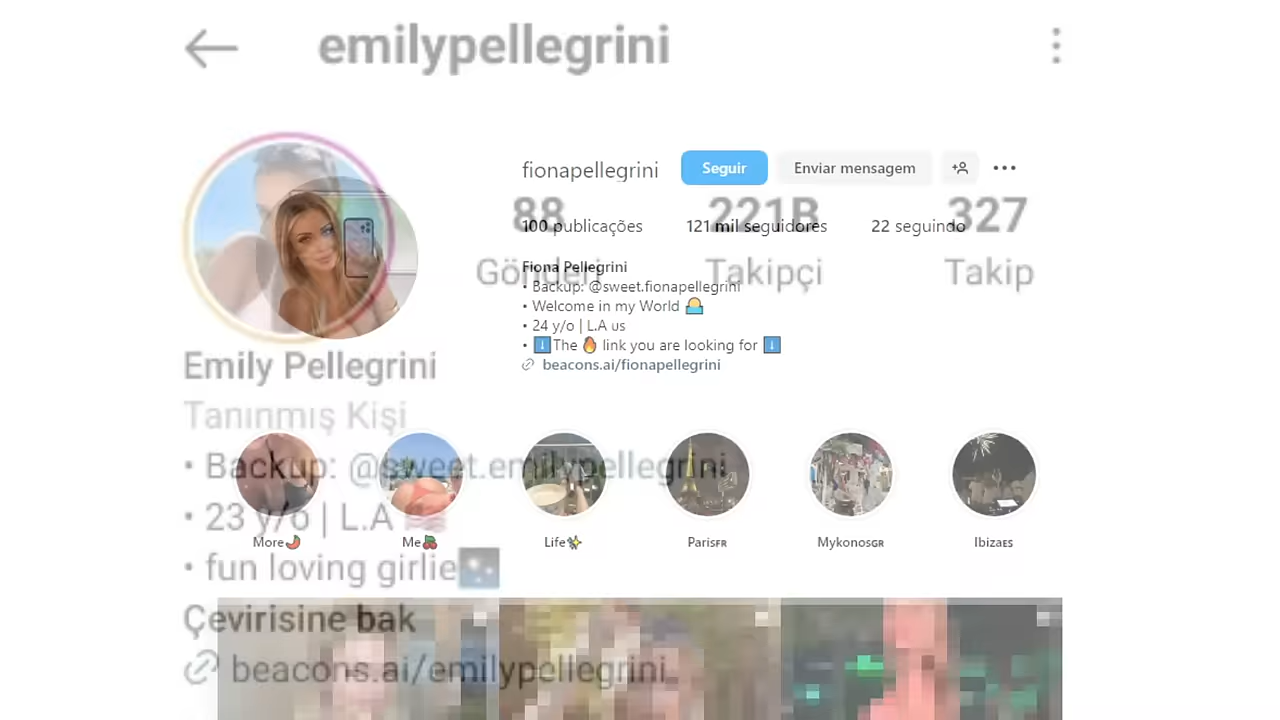 emilypellegrini
fionapellegrini Seguir Enviar mensagem
88 221B 327
100 publicações 121 mil seguidores 22 seguindo
Gönderi Takipçi Takip
Fiona Pellegrini
• Backup: @sweet.fionapellegrini
• Welcome in my World
• 24 y/o | L.A us
• ⬇️The 🔥 link you are looking for ⬇️
beacons.ai/fionapellegrini
Emily Pellegrini
Tanınmış Kişi
• Backup: @sweet.emilypellegrini
• 23 y/o | L.A
More🌶 Me🍒 Life✨ ParisFR MykonosGR IbizaES
• fun loving girlie
Çevirisine bak
beacons.ai/emilypellegrini